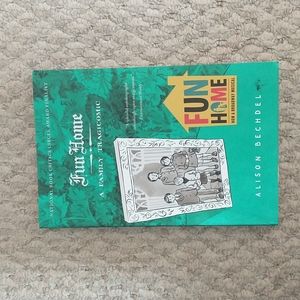 NATIONAL BOOK CRITICS CIRCLE AWARD FINALIST
Fun Home
A FAMILY TRAGICOMIC
FUN
HOME
NOW A BROADWAY MUSICAL
ALISON BECHDEL